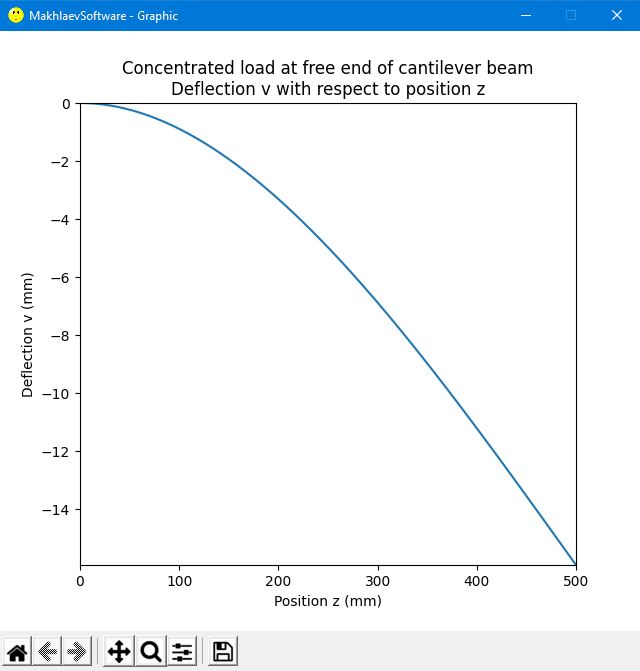 MakhlaevSoftware - Graphic
Concentrated load at free end of cantilever beam
Deflection v with respect to position z
0
−2
−4
−6
−8
−10
−12
−14
Deflection v (mm)
0 100 200 300 400 500
Position z (mm)